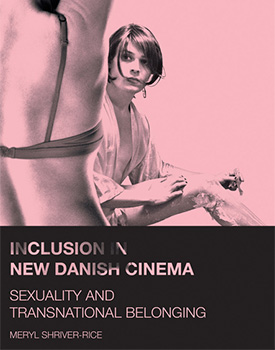 INCLUSION IN
NEW DANISH CINEMA
SEXUALITY AND
TRANSNATIONAL BELONGING
MERYL SHRIVER-RICE